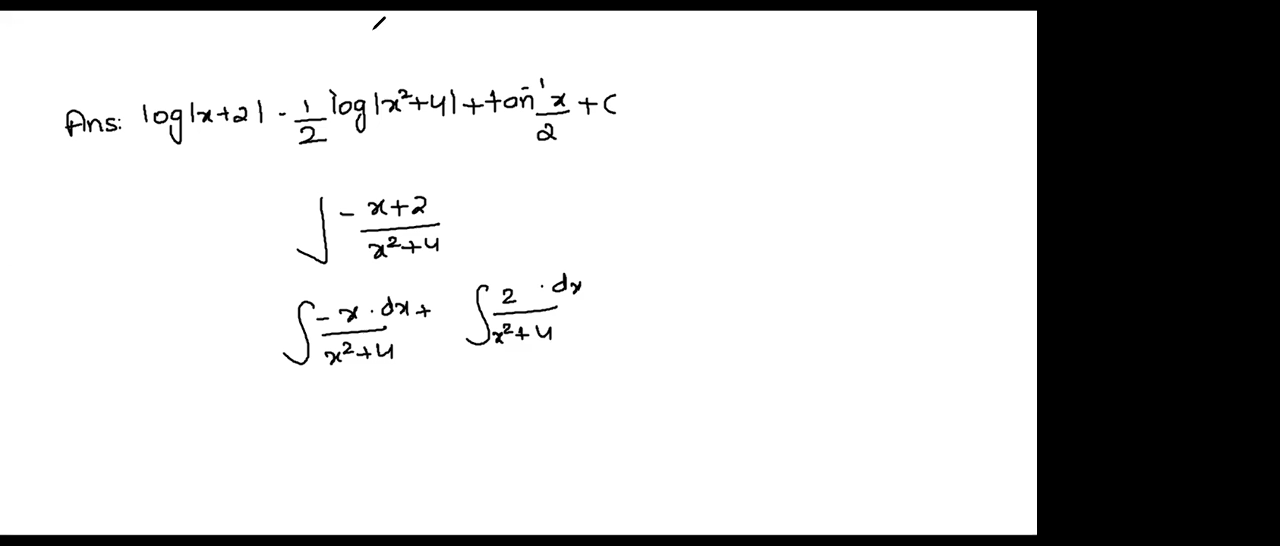 Ans: log|x+2| - 1/2 log|x²+4| + tan⁻¹ x/2 + C
∫ -x+2/x²+4
∫ -x/x²+4 · dx + ∫ 2/x²+4 · dx